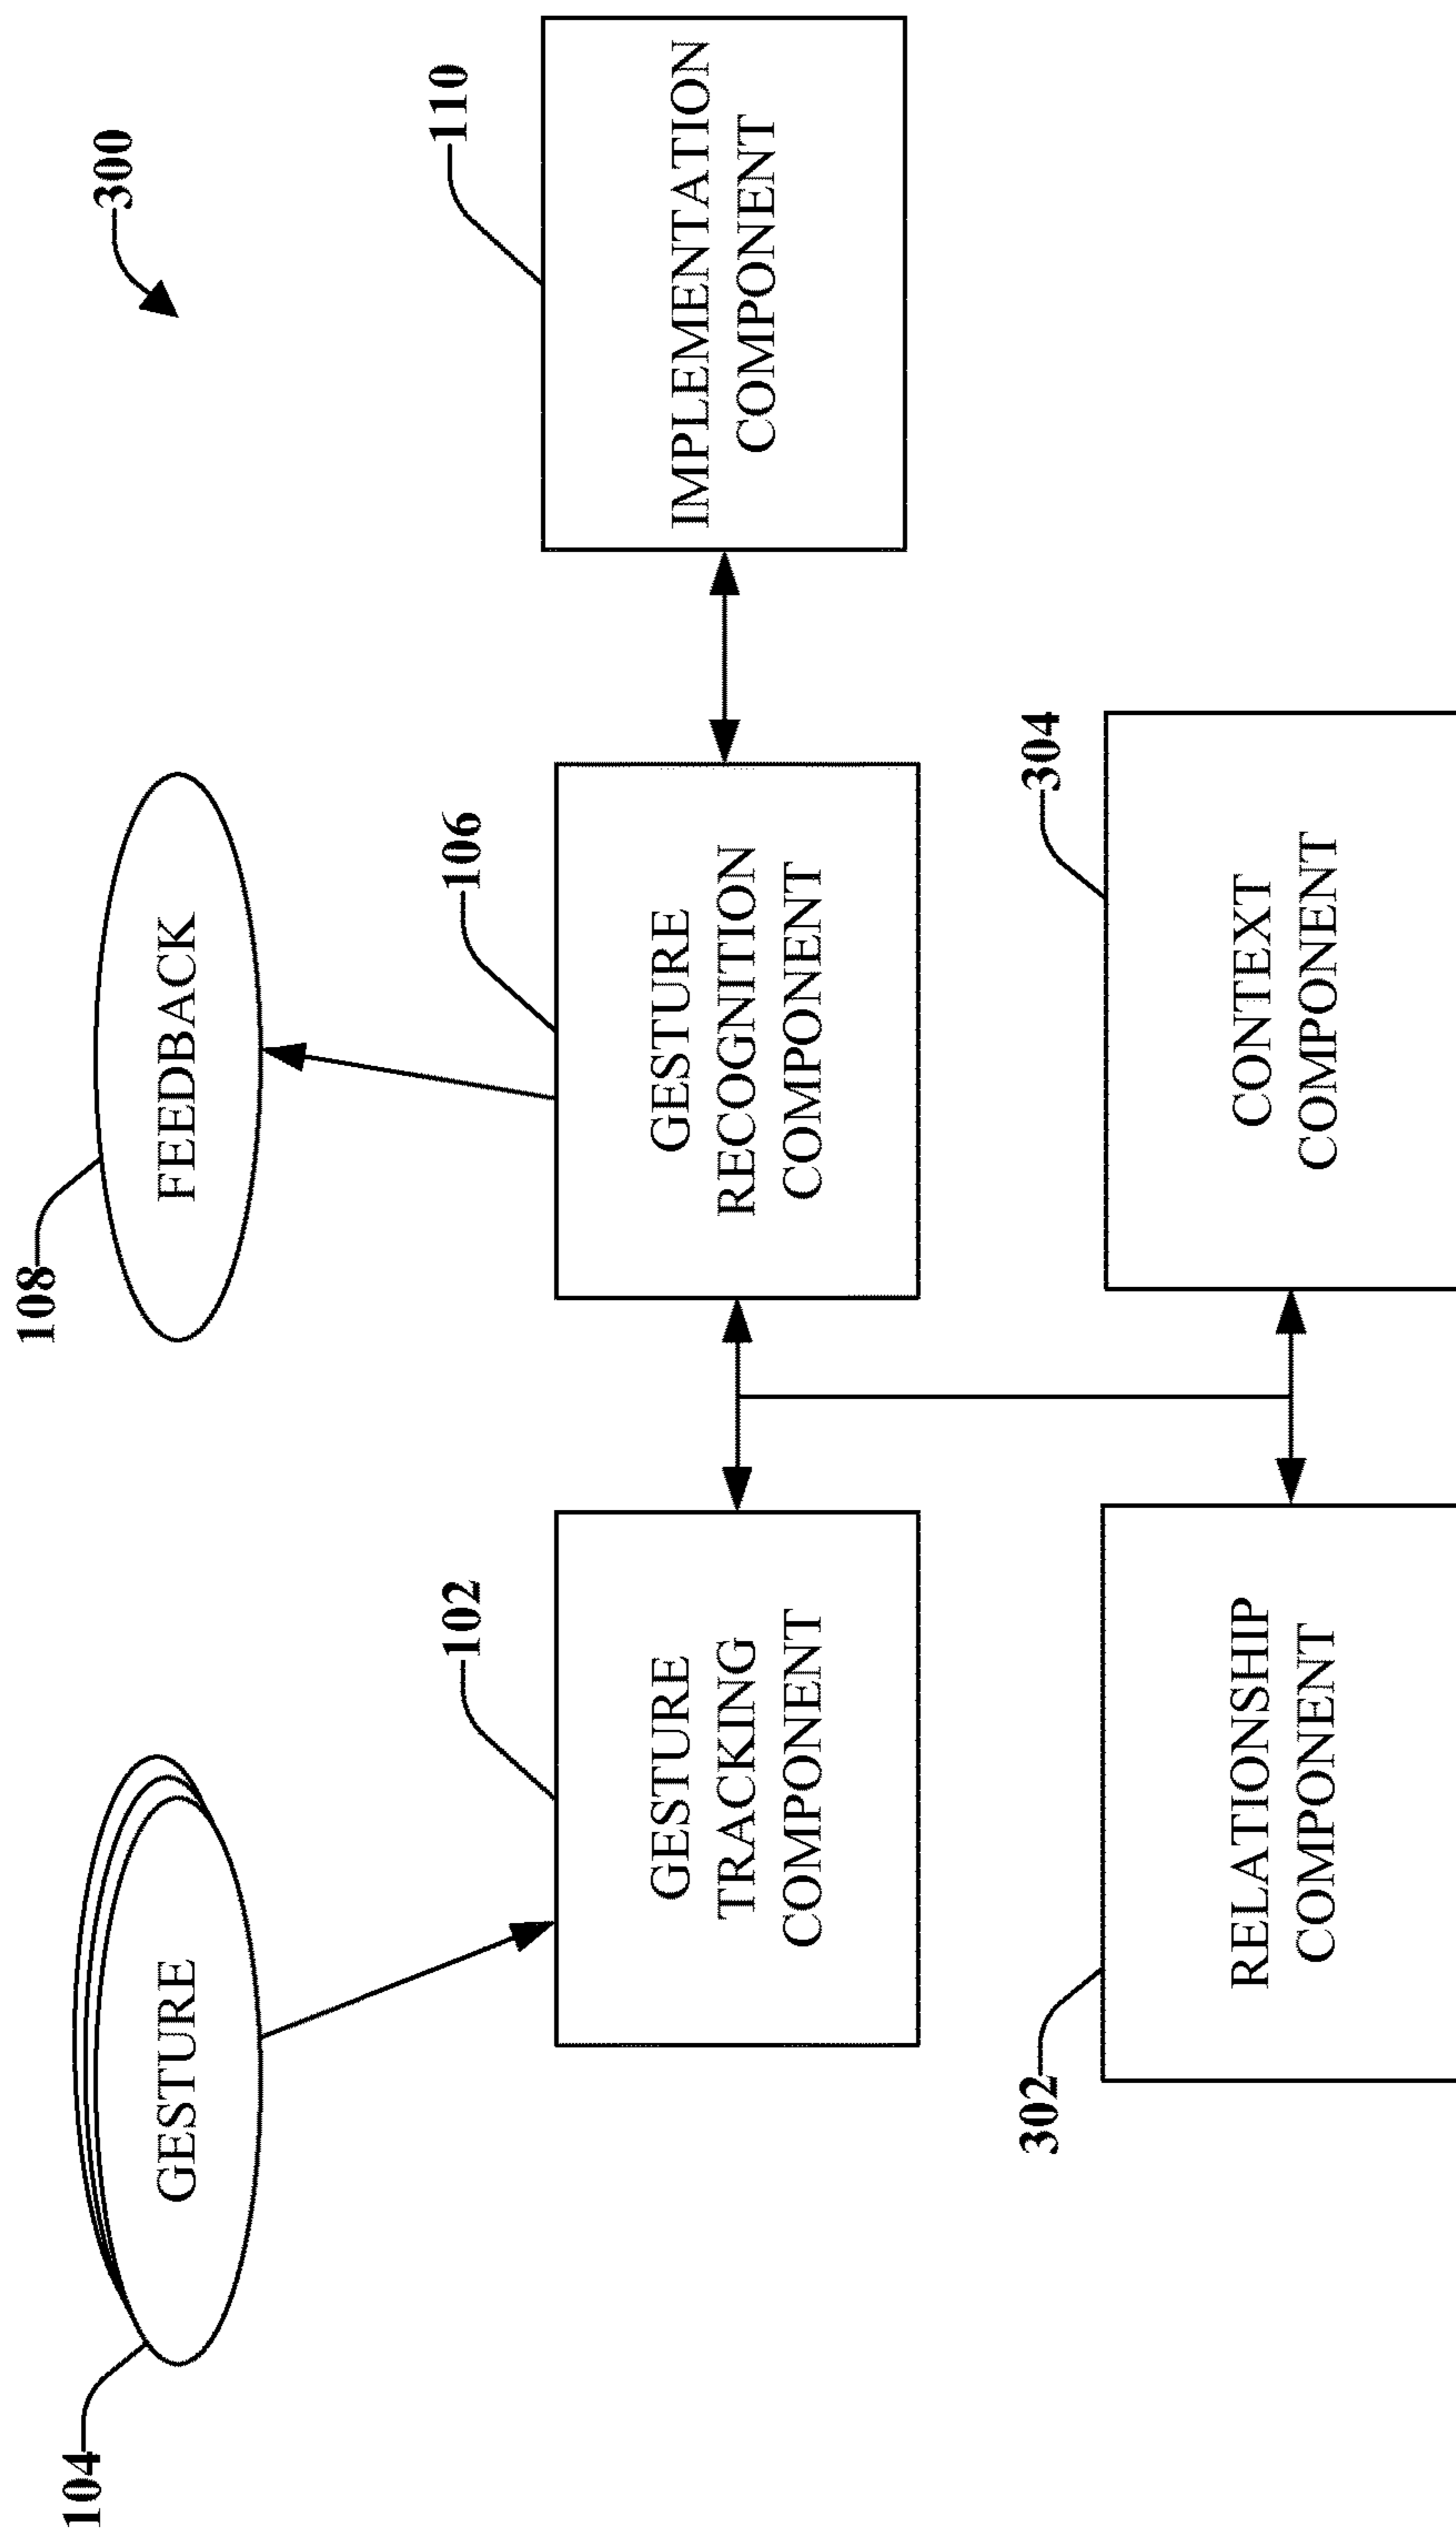 300
108
FEEDBACK
104
GESTURE
102
GESTURE
TRACKING
COMPONENT
106
GESTURE
RECOGNITION
COMPONENT
110
IMPLEMENTATION
COMPONENT
302
RELATIONSHIP
COMPONENT
304
CONTEXT
COMPONENT